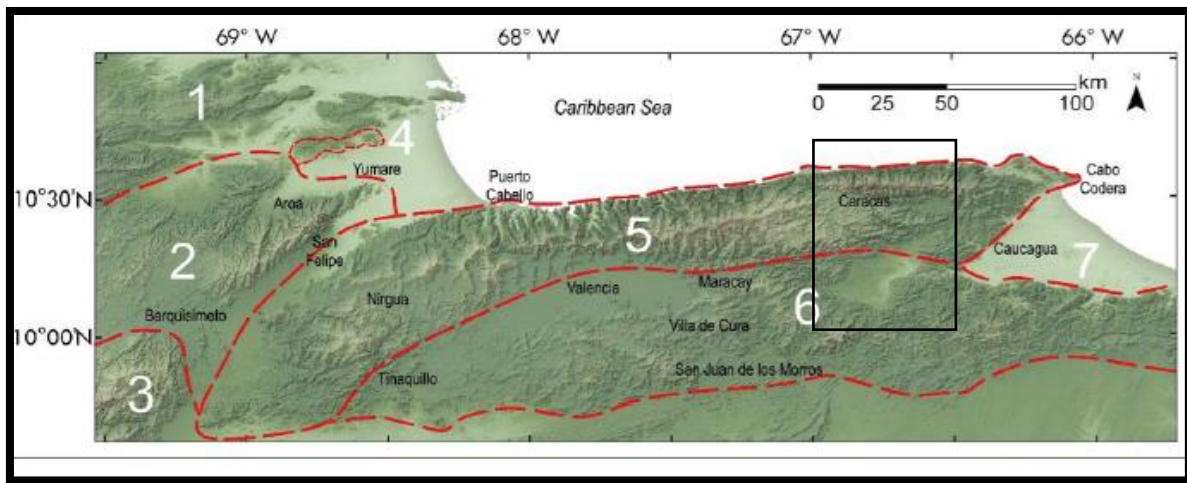 69° W 68° W 67° W 66° W
km
0 25 50 100
N
Caribbean Sea
1
4
Yumare
Puerto
Cabello
Cabo
Codera
10°30'N
Aroa
Caracas
San
Felipe
5
2
Caucagua
7
Nirgua
Valencia
Maracay
6
Barquisimeto
Villa de Cura
10°00'N
3
Tinaquillo
San Juan de los Morros